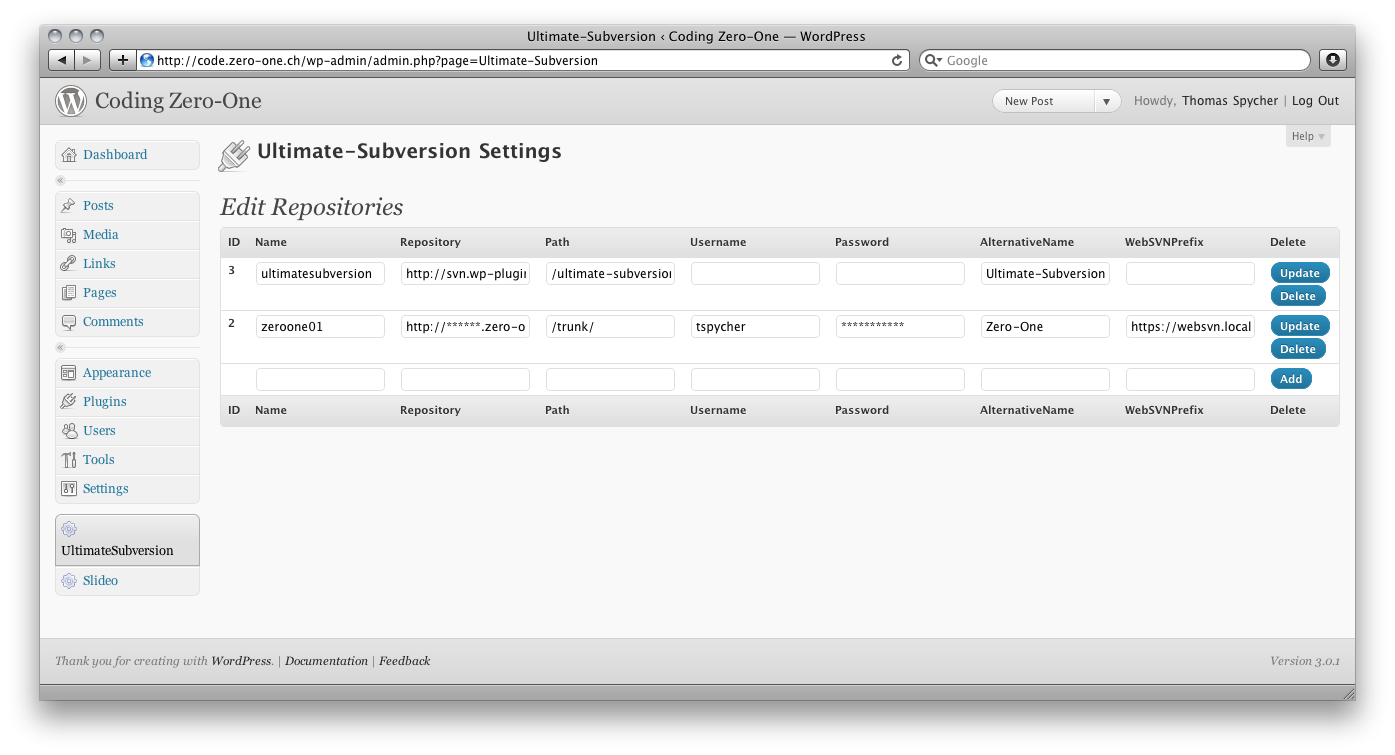 Ultimate-Subversion ‹ Coding Zero-One — WordPress
http://code.zero-one.ch/wp-admin/admin.php?page=Ultimate-Subversion
Google
Coding Zero-One
New Post
Howdy, Thomas Spycher | Log Out
Help
Dashboard
Posts
Media
Links
Pages
Comments
Appearance
Plugins
Users
Tools
Settings
UltimateSubversion
Slideo
Ultimate-Subversion Settings
Edit Repositories
ID Name Repository Path Username Password AlternativeName WebSVNPrefix Delete
3 ultimatesubversion http://svn.wp-plugi /ultimate-subversio Ultimate-Subversion Update
Delete
2 zeroone01 http://******.zero-o /trunk/ tspycher *********** Zero-One https://websvn.local Update
Delete
Add
ID Name Repository Path Username Password AlternativeName WebSVNPrefix Delete
Thank you for creating with WordPress. | Documentation | Feedback
Version 3.0.1